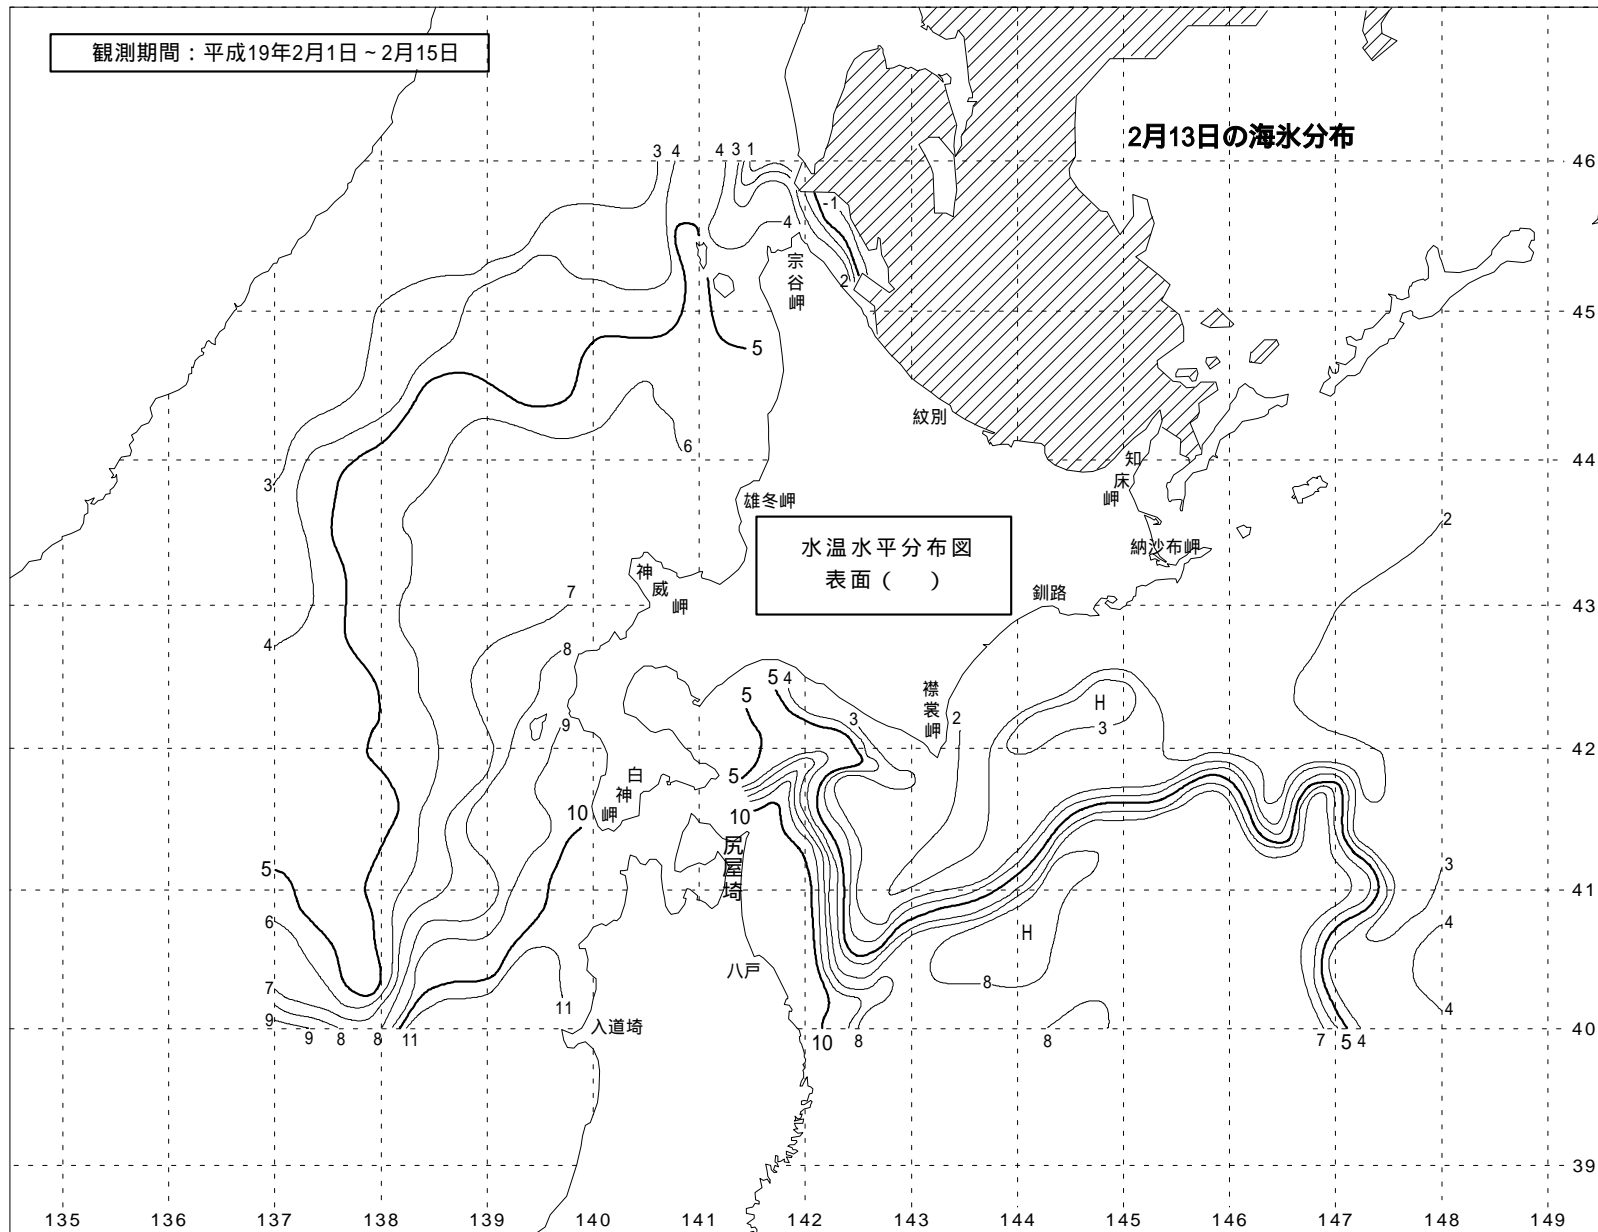 観測期間：平成19年2月1日～2月15日
2月13日の海氷分布
3 4 4 3 1
46
-1
4
宗谷岬
2
45
5
紋別
6
44
知床岬
3
雄冬岬
2
水温水平分布図
表面（　）
納沙布岬
神威岬
7
釧路
43
4
8
襟裳岬
5 5 4
H
3
9
3 2
42
白神岬
5
10
10
尻屋埼
5
3
41
6
4
H
八戸
7
8
11
4
9
入道埼
40
9 8 8 11
10 8
8
7 5 4
39
135 136 137 138 139 140 141 142 143 144 145 146 147 148 149